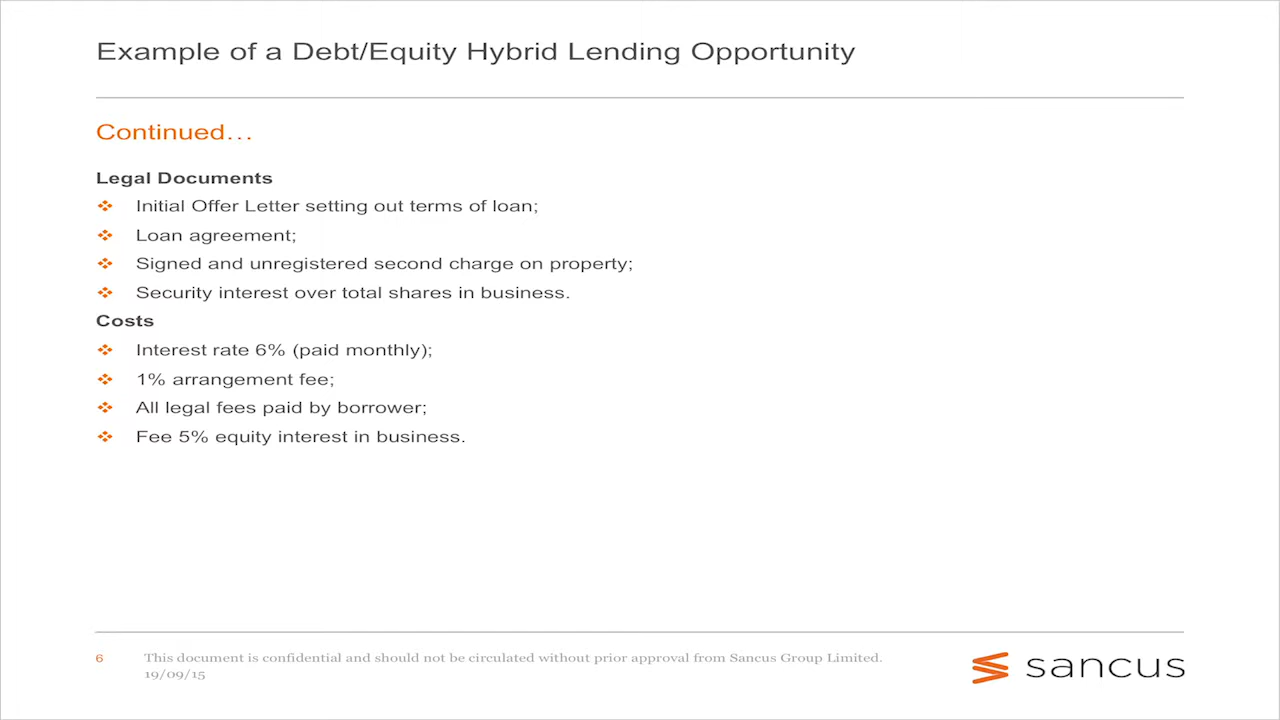 Example of a Debt/Equity Hybrid Lending Opportunity
Continued…
Legal Documents
Initial Offer Letter setting out terms of loan;
Loan agreement;
Signed and unregistered second charge on property;
Security interest over total shares in business.
Costs
Interest rate 6% (paid monthly);
1% arrangement fee;
All legal fees paid by borrower;
Fee 5% equity interest in business.
6 This document is confidential and should not be circulated without prior approval from Sancus Group Limited.
19/09/15
sancus